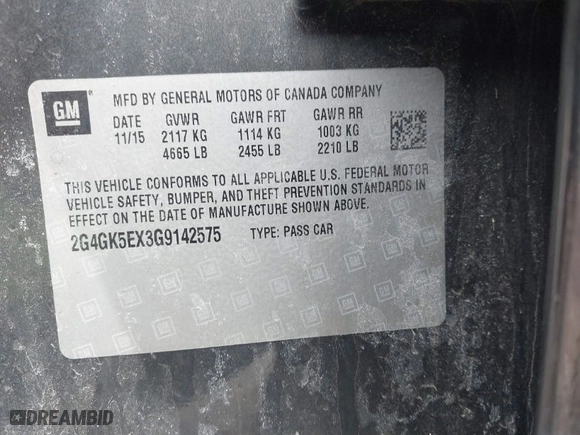 GM
MFD BY GENERAL MOTORS OF CANADA COMPANY
DATE GVWR GAWR FRT GAWR RR
11/15 2117 KG 1114 KG 1003 KG
4665 LB 2455 LB 2210 LB
THIS VEHICLE CONFORMS TO ALL APPLICABLE U.S. FEDERAL MOTOR
VEHICLE SAFETY, BUMPER, AND THEFT PREVENTION STANDARDS IN
EFFECT ON THE DATE OF MANUFACTURE SHOWN ABOVE.
2G4GK5EX3G9142575 TYPE: PASS CAR
DREAMBID